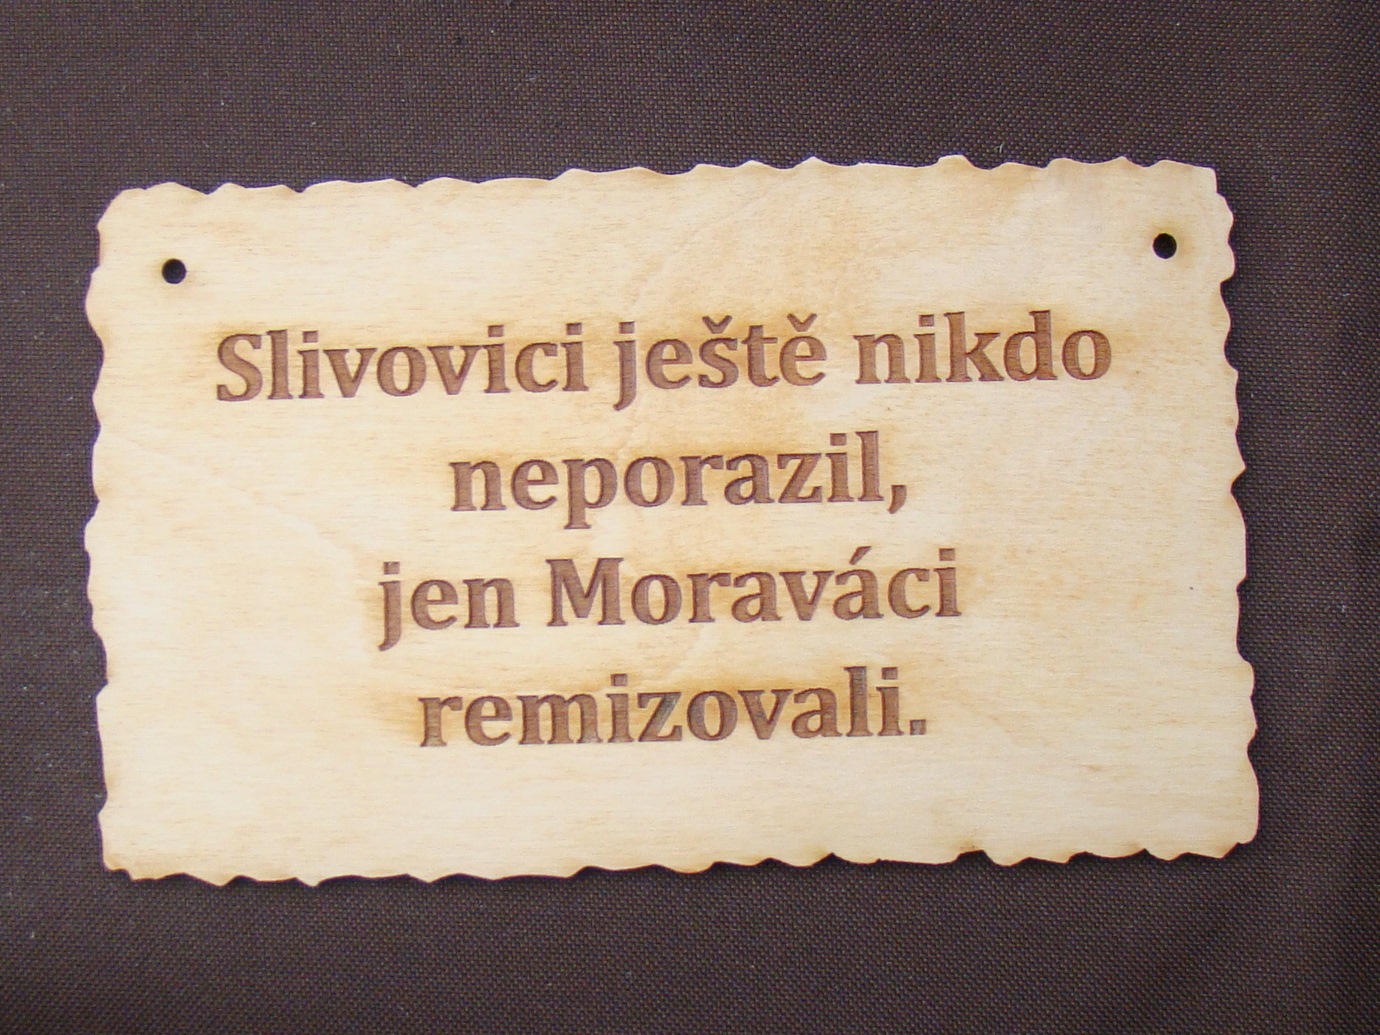 Slivovici ještě nikdo
neporazil,
jen Moraváci
remizovali.